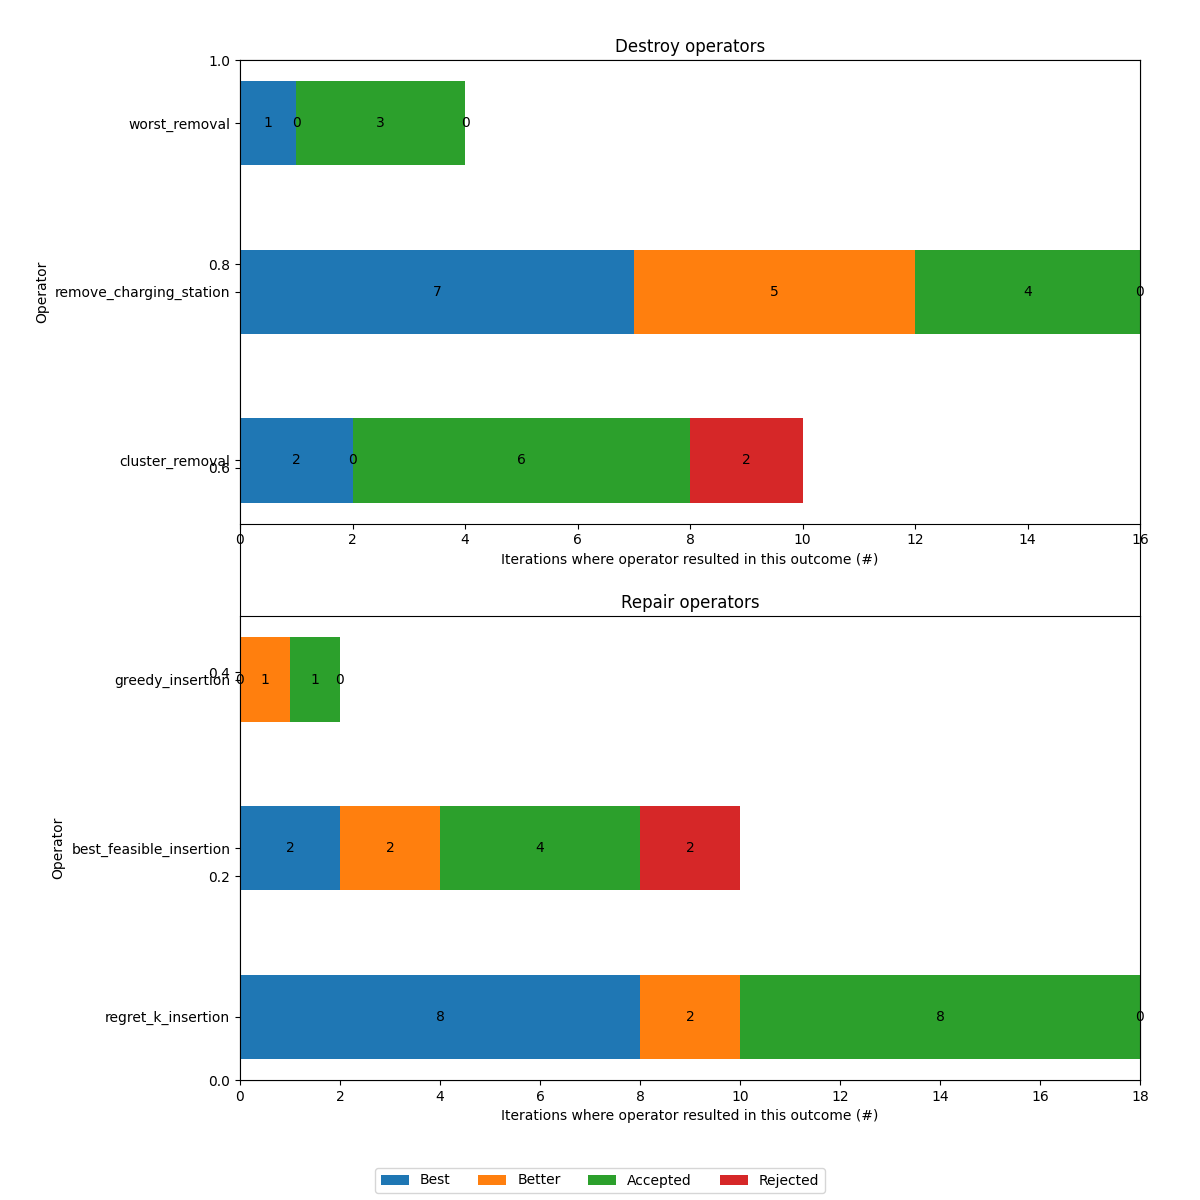 Destroy operators
1.0
worst_removal 1 0 3 0
0.8
Operator
remove_charging_station 7 5 4 0
cluster_removal 2 0 6 2
0.6
0 2 4 6 8 10 12 14 16
Iterations where operator resulted in this outcome (#)
Repair operators
0.4
greedy_insertion 0 1 1 0
Operator
best_feasible_insertion 2 2 4 2
0.2
regret_k_insertion 8 2 8 0
0.0
0 2 4 6 8 10 12 14 16 18
Iterations where operator resulted in this outcome (#)
Best Better Accepted Rejected